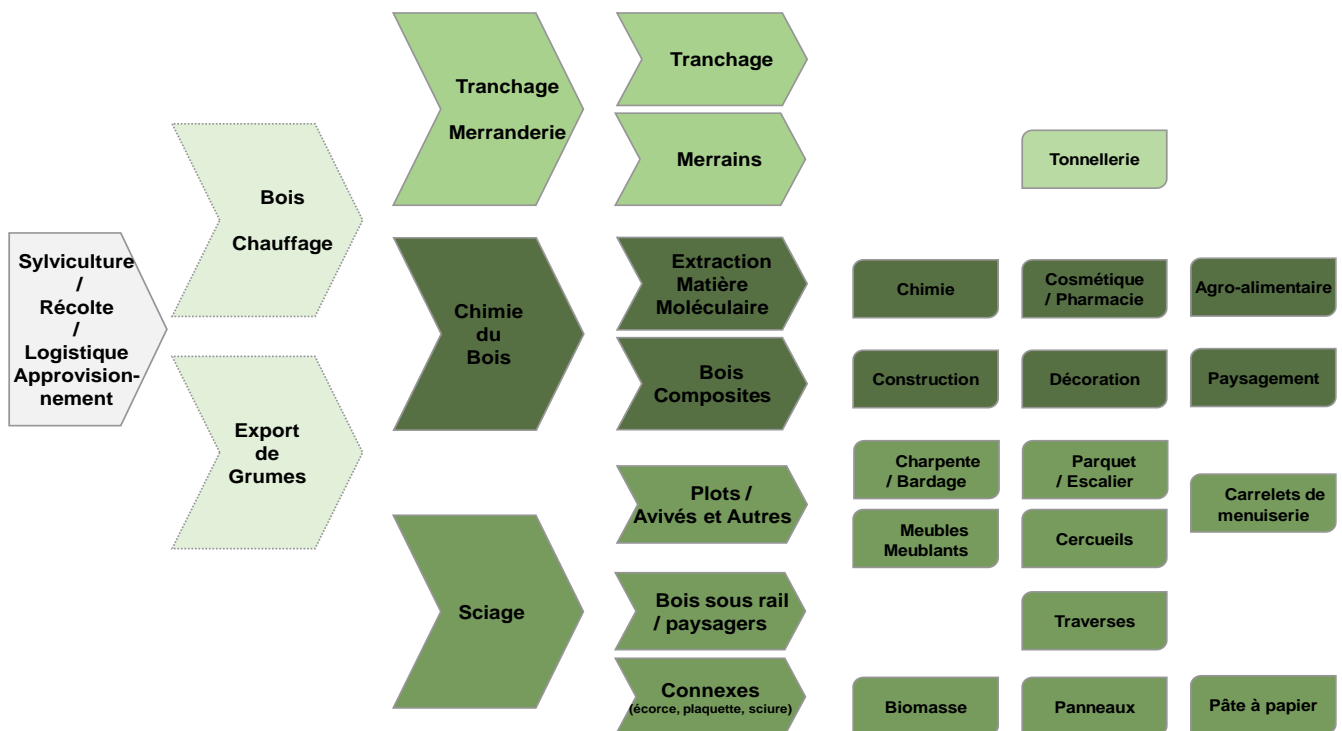 Sylviculture
/
Récolte
/
Logistique
Approvision-
nement
Bois
Chauffage
Export
de
Grumes
Tranchage
Merranderie
Chimie
du
Bois
Sciage
Tranchage
Merrains
Tonnellerie
Extraction
Matière
Moléculaire
Chimie
Cosmétique
/ Pharmacie
Agro-alimentaire
Bois
Composites
Construction
Décoration
Paysagement
Plots /
Avivés et Autres
Charpente
/ Bardage
Parquet
/ Escalier
Carrelets de
menuiserie
Meubles
Meublants
Cercueils
Bois sous rail
/ paysagers
Traverses
Connexes
(écorce, plaquette, sciure)
Biomasse
Panneaux
Pâte à papier